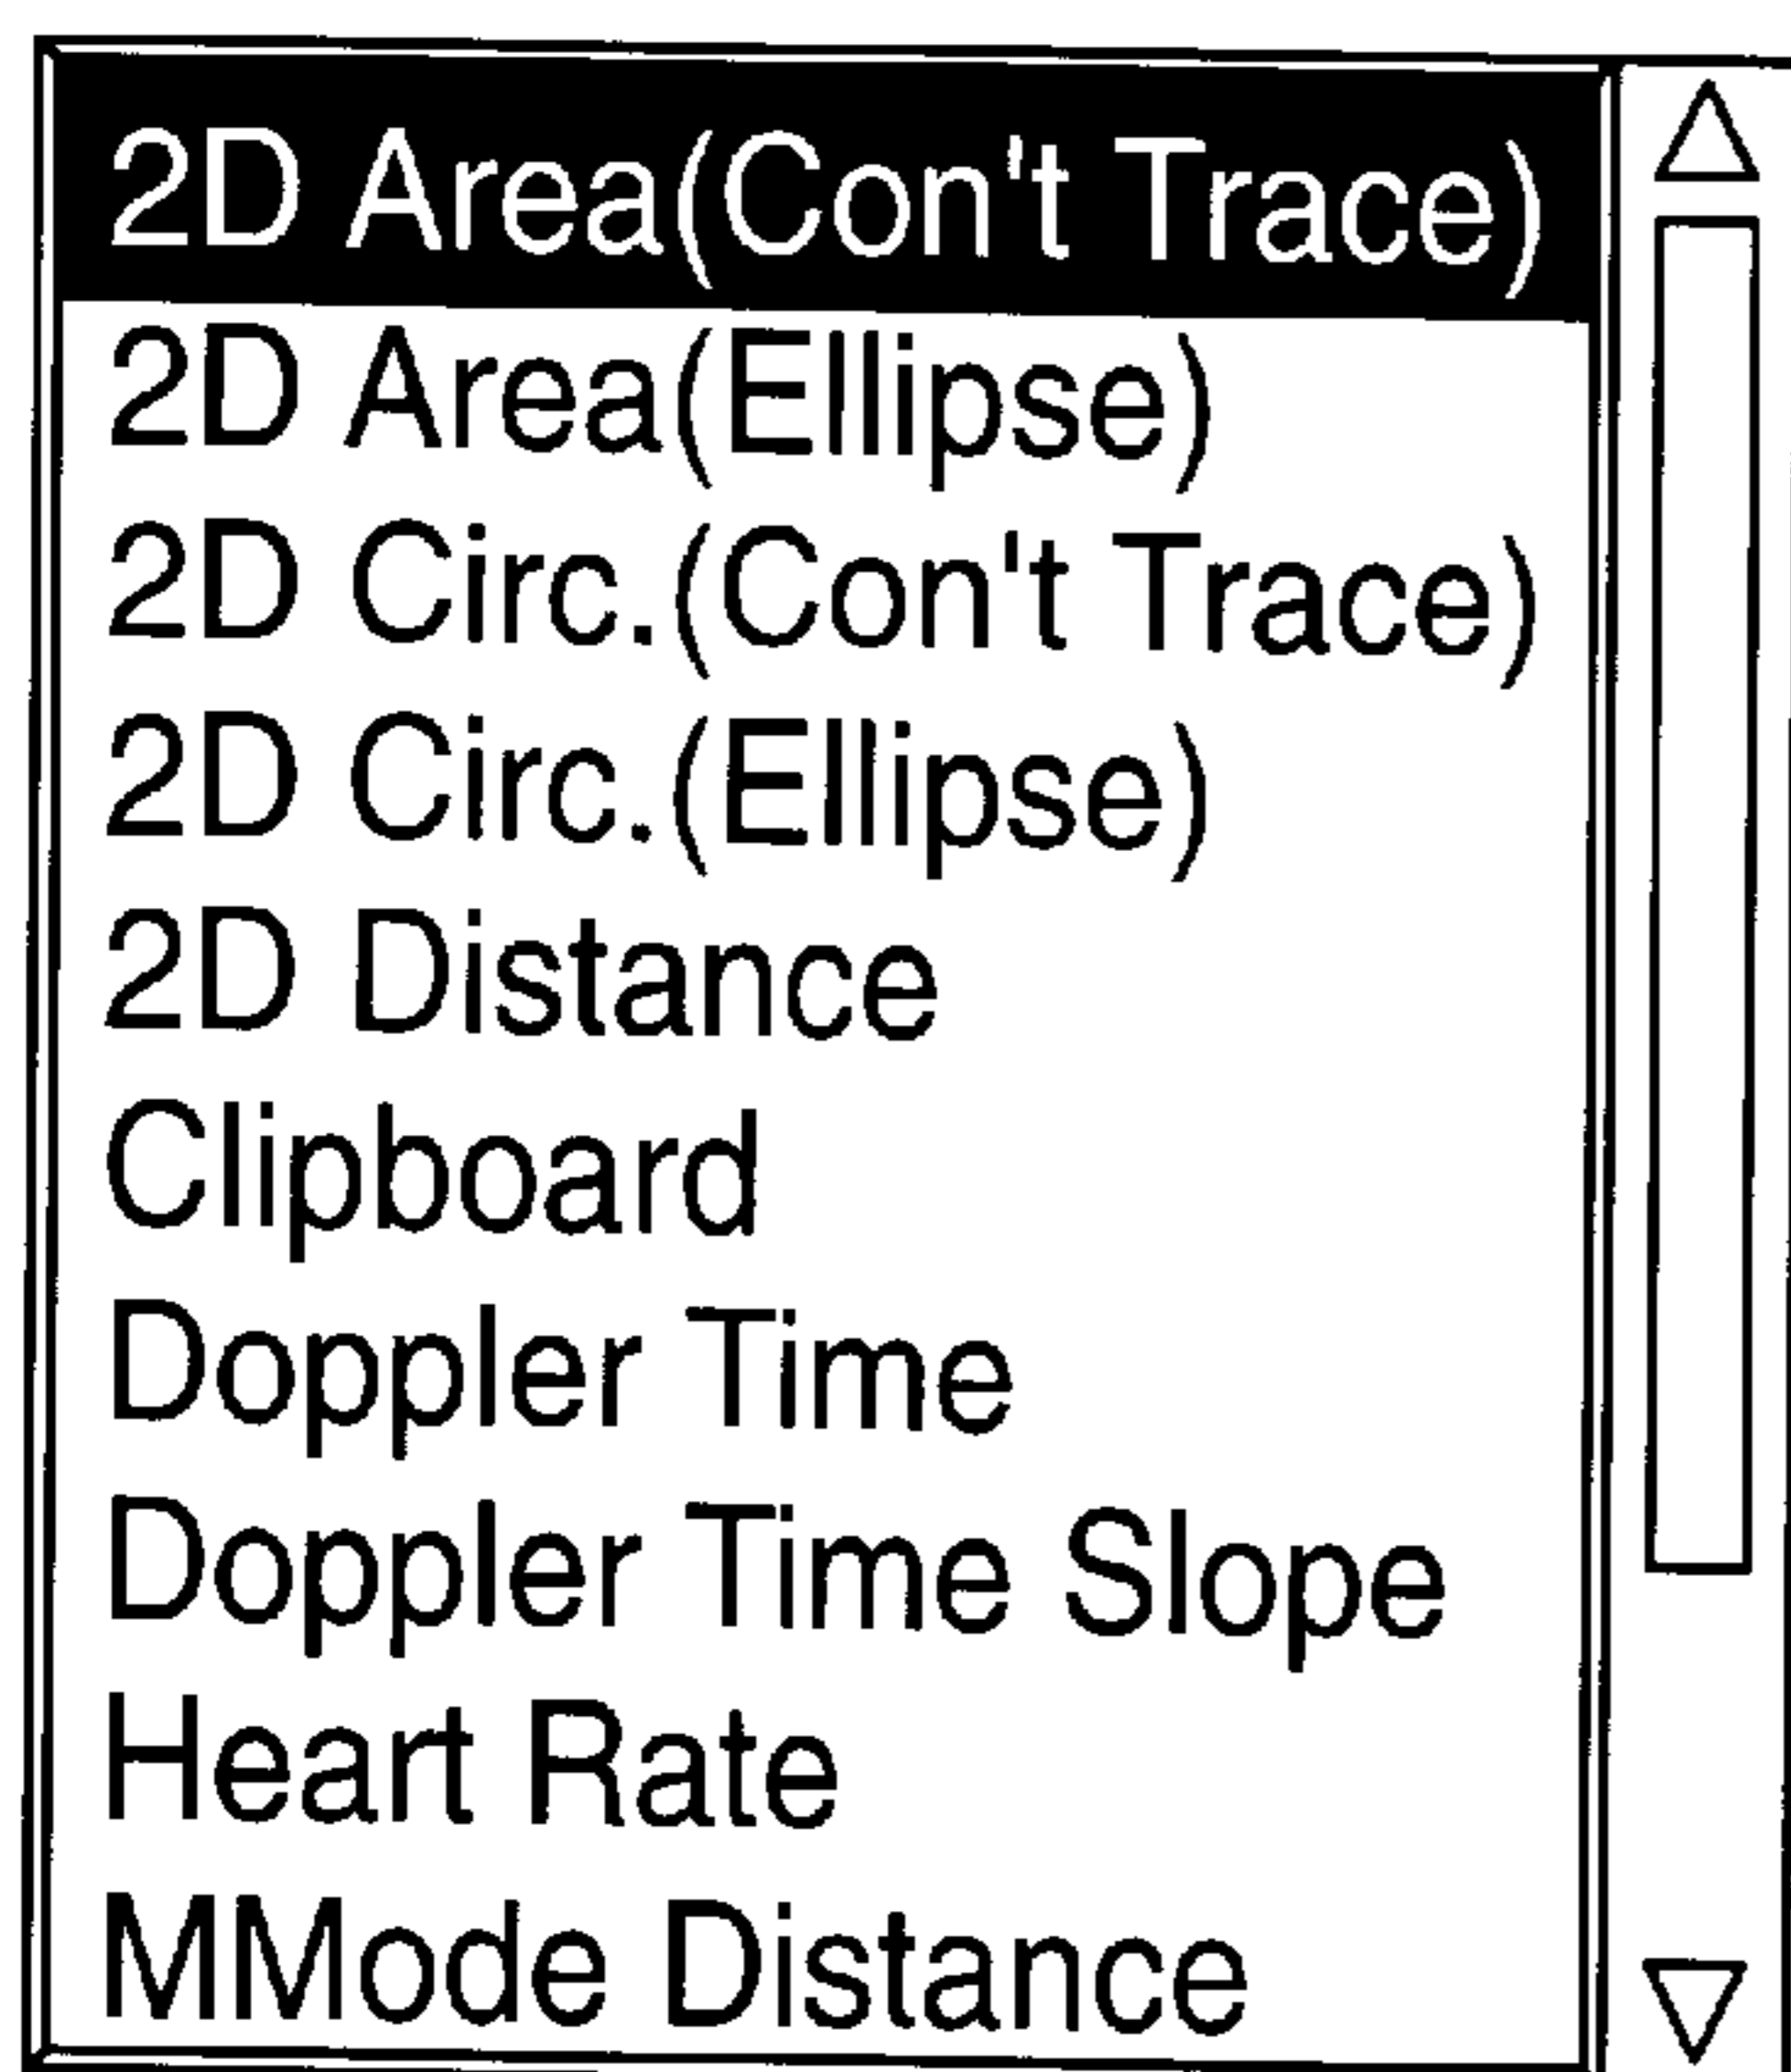 2D Area(Con't Trace)
2D Area(Ellipse)
2D Circ.(Con't Trace)
2D Circ.(Ellipse)
2D Distance
Clipboard
Doppler Time
Doppler Time Slope
Heart Rate
MMode Distance